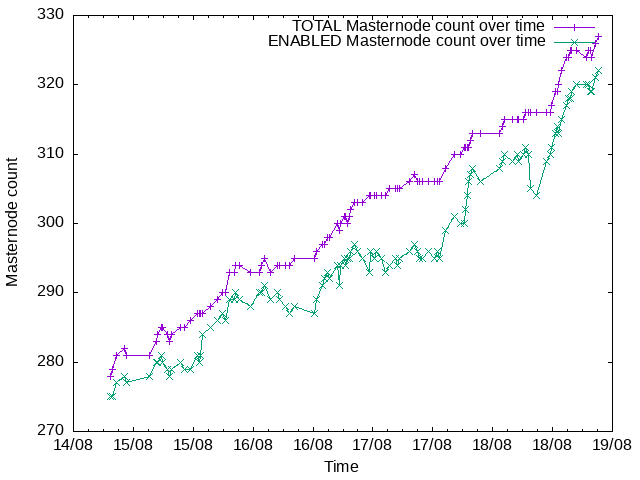 TOTAL Masternode count over time
ENABLED Masternode count over time
330
320
310
300
290
280
270
Masternode count
14/08 15/08 15/08 16/08 16/08 17/08 17/08 18/08 18/08 19/08
Time